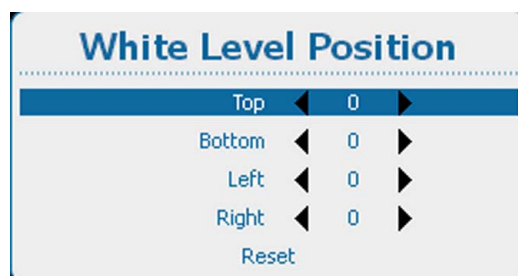 White Level Position
Top 0
Bottom 0
Left 0
Right 0
Reset